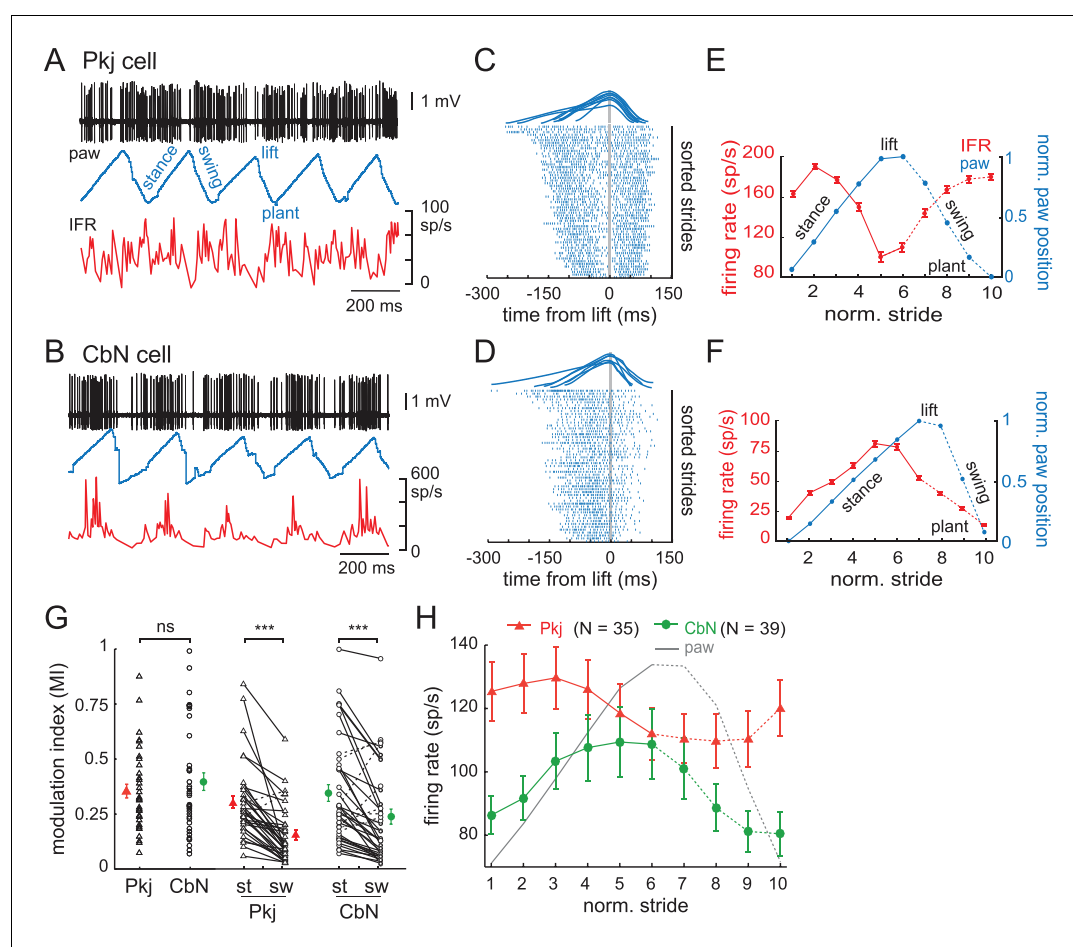 A Pkj cell
1 mV
paw
stance
swing
lift
plant
IFR
100
sp/s
0
200 ms
B CbN cell
1 mV
600
sp/s
0
200 ms
C
sorted strides
-300 -150 0 150
time from lift (ms)
D
sorted strides
-300 -150 0 150
time from lift (ms)
E
firing rate (sp/s)
200
160
120
80
lift
IFR
paw
stance
swing
plant
1
0.5
0
norm. paw position
2 4 6 8 10
norm. stride
F
firing rate (sp/s)
100
75
50
25
0
lift
stance
swing
plant
1
0.5
0
norm. paw position
2 4 6 8 10
norm. stride
G
modulation index (MI)
1
0.75
0.5
0.25
0
ns
***
***
Pkj CbN st sw st sw
Pkj CbN
H
Pkj (N = 35) CbN (N = 39)
paw
firing rate (sp/s)
140
120
100
80
1 2 3 4 5 6 7 8 9 10
norm. stride